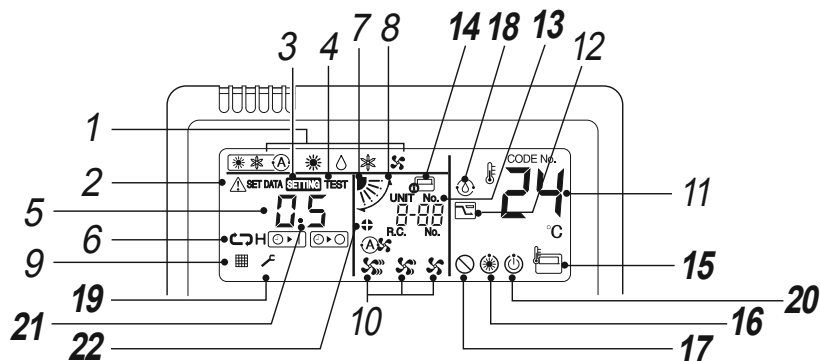 7 8 14 18 13 12
3 4
1
CODE No.
2 SET DATA SETTING TEST
UNIT No.
24 11
5 0.5
8-88
R.C. No.
°C
6 H
A
9
15
19 10 16 20
21 17
22